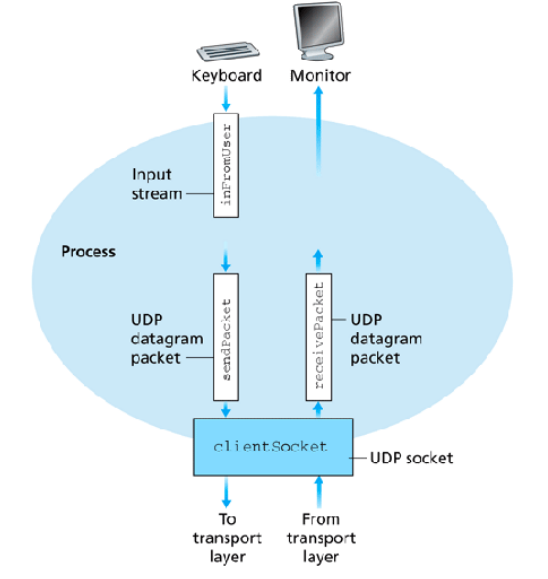 Keyboard
Monitor
inFromUser
Input
stream
Process
UDP
datagram
packet
sendPacket
receivePacket
UDP
datagram
packet
clientSocket
UDP socket
To
transport
layer
From
transport
layer